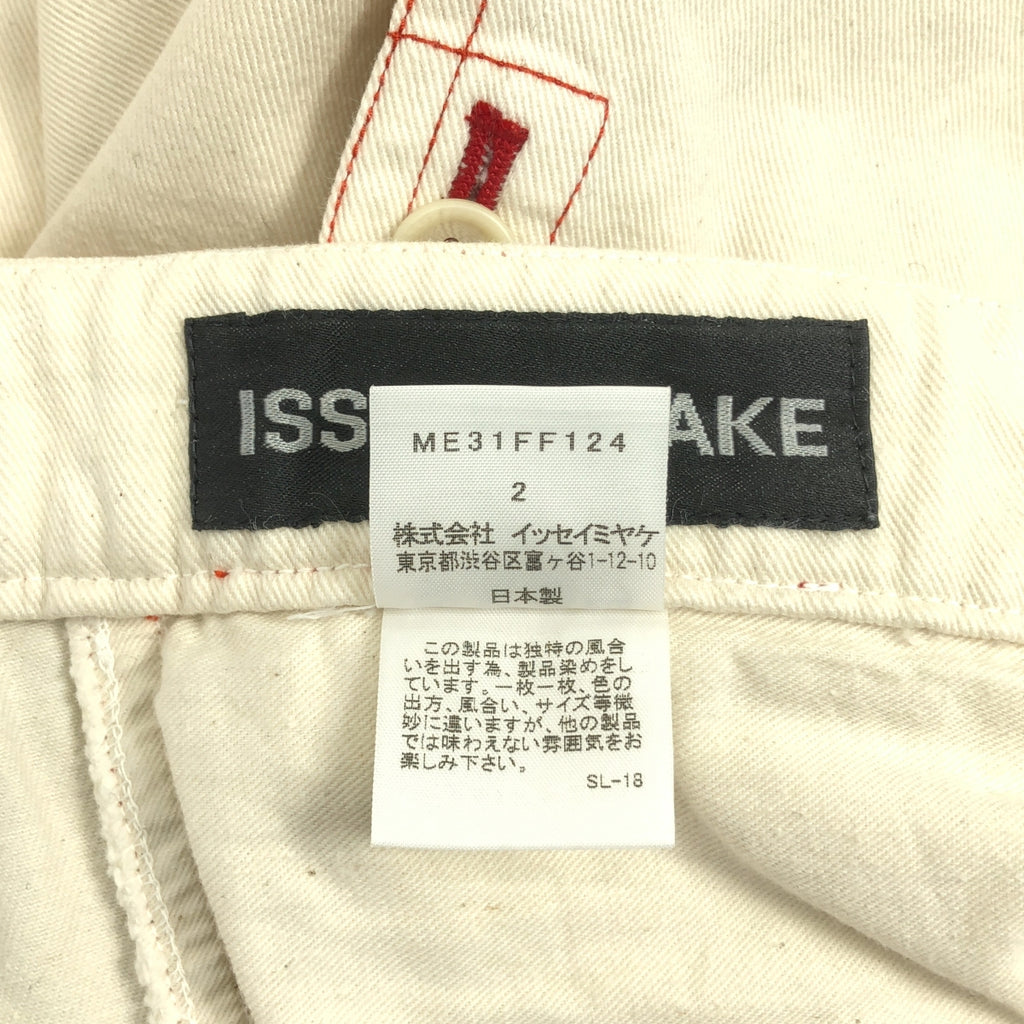 ISS AKE
ME31FF124
2
株式会社 イッセイミヤケ
東京都渋谷区富ヶ谷1-12-10
日本製
この製品は独特の風合
いを出す為、製品染めをし
ています。一枚一枚、色の
出方、風合い、サイズ等微
妙に違いますが、他の製品
では味わえない雰囲気をお
楽しみ下さい。
SL-18